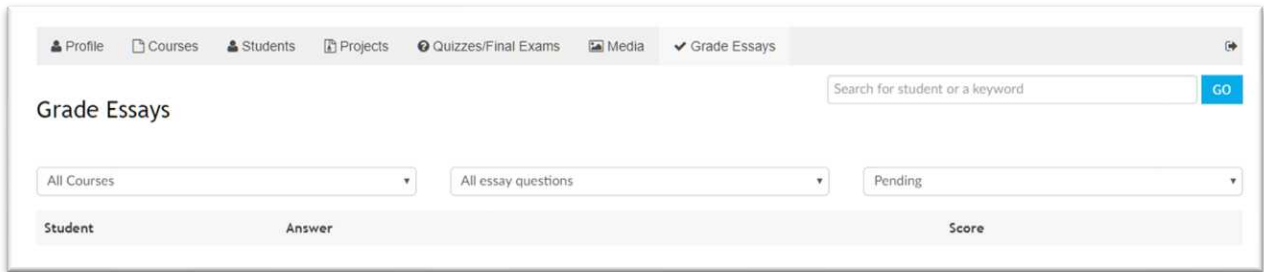 Profile Courses Students Projects Quizzes/Final Exams Media Grade Essays
Search for student or a keyword GO
Grade Essays
All Courses All essay questions Pending
Student Answer Score